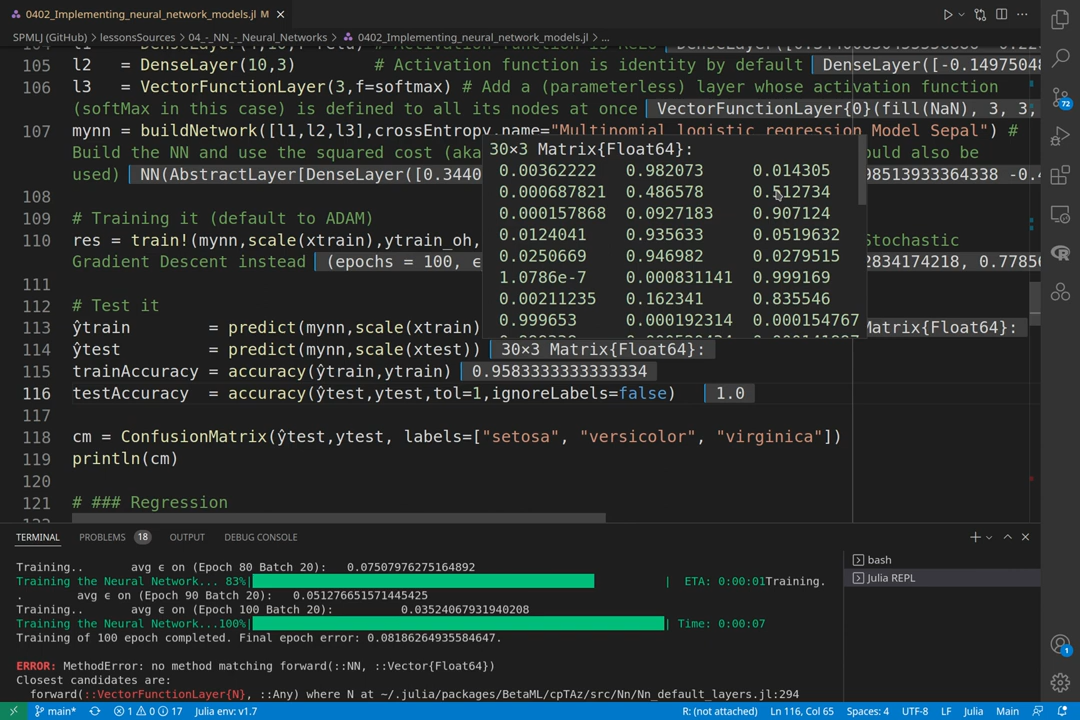 0402_Implementing_neural_network_models.jl M
SPMLJ (GitHub) > lessonsSources > 04_-_NN_-_Neural_Networks > 0402_Implementing_neural_network_models.jl > ...
105 l2 = DenseLayer(10,3) # Activation function is identity by default DenseLayer([-0.14975048
106 l3 = VectorFunctionLayer(3,f=softmax) # Add a (parameterless) layer whose activation function
(softMax in this case) is defined to all its nodes at once VectorFunctionLayer{0}(fill(NaN), 3, 3,
107 mynn = buildNetwork([l1,l2,l3],crossEntropy,name="Multinomial logistic regression Model Sepal") #
Build the NN and use the squared cost (aka ould also be
used) NN(AbstractLayer[DenseLayer([0.3440 98513933364338 -0.4
30×3 Matrix{Float64}:
0.00362222 0.982073 0.014305
0.000687821 0.486578 0.512734
0.000157868 0.0927183 0.907124
0.0124041 0.935633 0.0519632
0.0250669 0.946982 0.0279515
1.0786e-7 0.000831141 0.999169
0.00211235 0.162341 0.835546
0.999653 0.000192314 0.000154767
108
109 # Training it (default to ADAM)
110 res = train!(mynn,scale(xtrain),ytrain_oh, Stochastic
Gradient Descent instead (epochs = 100, ϵ 2834174218, 0.7785
111
112 # Test it
113 ŷtrain = predict(mynn,scale(xtrain) Matrix{Float64}:
114 ŷtest = predict(mynn,scale(xtest)) 30×3 Matrix{Float64}:
115 trainAccuracy = accuracy(ŷtrain,ytrain) 0.9583333333333334
116 testAccuracy = accuracy(ŷtest,ytest,tol=1,ignoreLabels=false) 1.0
117
118 cm = ConfusionMatrix(ŷtest,ytest, labels=["setosa", "versicolor", "virginica"])
119 println(cm)
120
121 # ### Regression
TERMINAL PROBLEMS 18 OUTPUT DEBUG CONSOLE
Training.. avg ϵ on (Epoch 80 Batch 20): 0.07507976275164892
Training the Neural Network... 83%| | ETA: 0:00:01Training.
. avg ϵ on (Epoch 90 Batch 20): 0.051276651571445425
Training.. avg ϵ on (Epoch 100 Batch 20): 0.03524067931940208
Training the Neural Network...100%| | Time: 0:00:07
Training of 100 epoch completed. Final epoch error: 0.08186264935584647.
ERROR: MethodError: no method matching forward(::NN, ::Vector{Float64})
Closest candidates are:
forward(::VectorFunctionLayer{N}, ::Any) where N at ~/.julia/packages/BetaML/cpTAz/src/Nn/Nn_default_layers.jl:294
bash
Julia REPL
72
1
main* 1 0 17 Julia env: v1.7 R: (not attached) Ln 116, Col 65 Spaces: 4 UTF-8 LF Julia Main